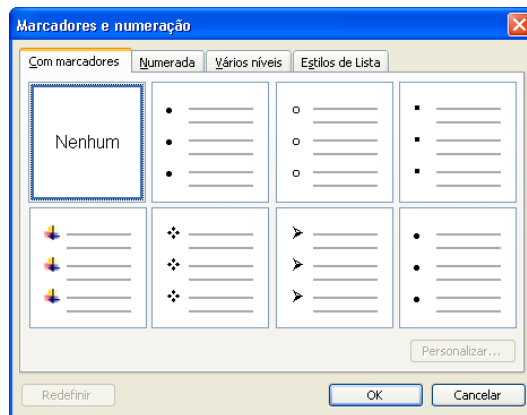 Marcadores e numeração
Com marcadores Numerada Vários níveis Estilos de Lista
Nenhum
Personalizar...
Redefinir OK Cancelar